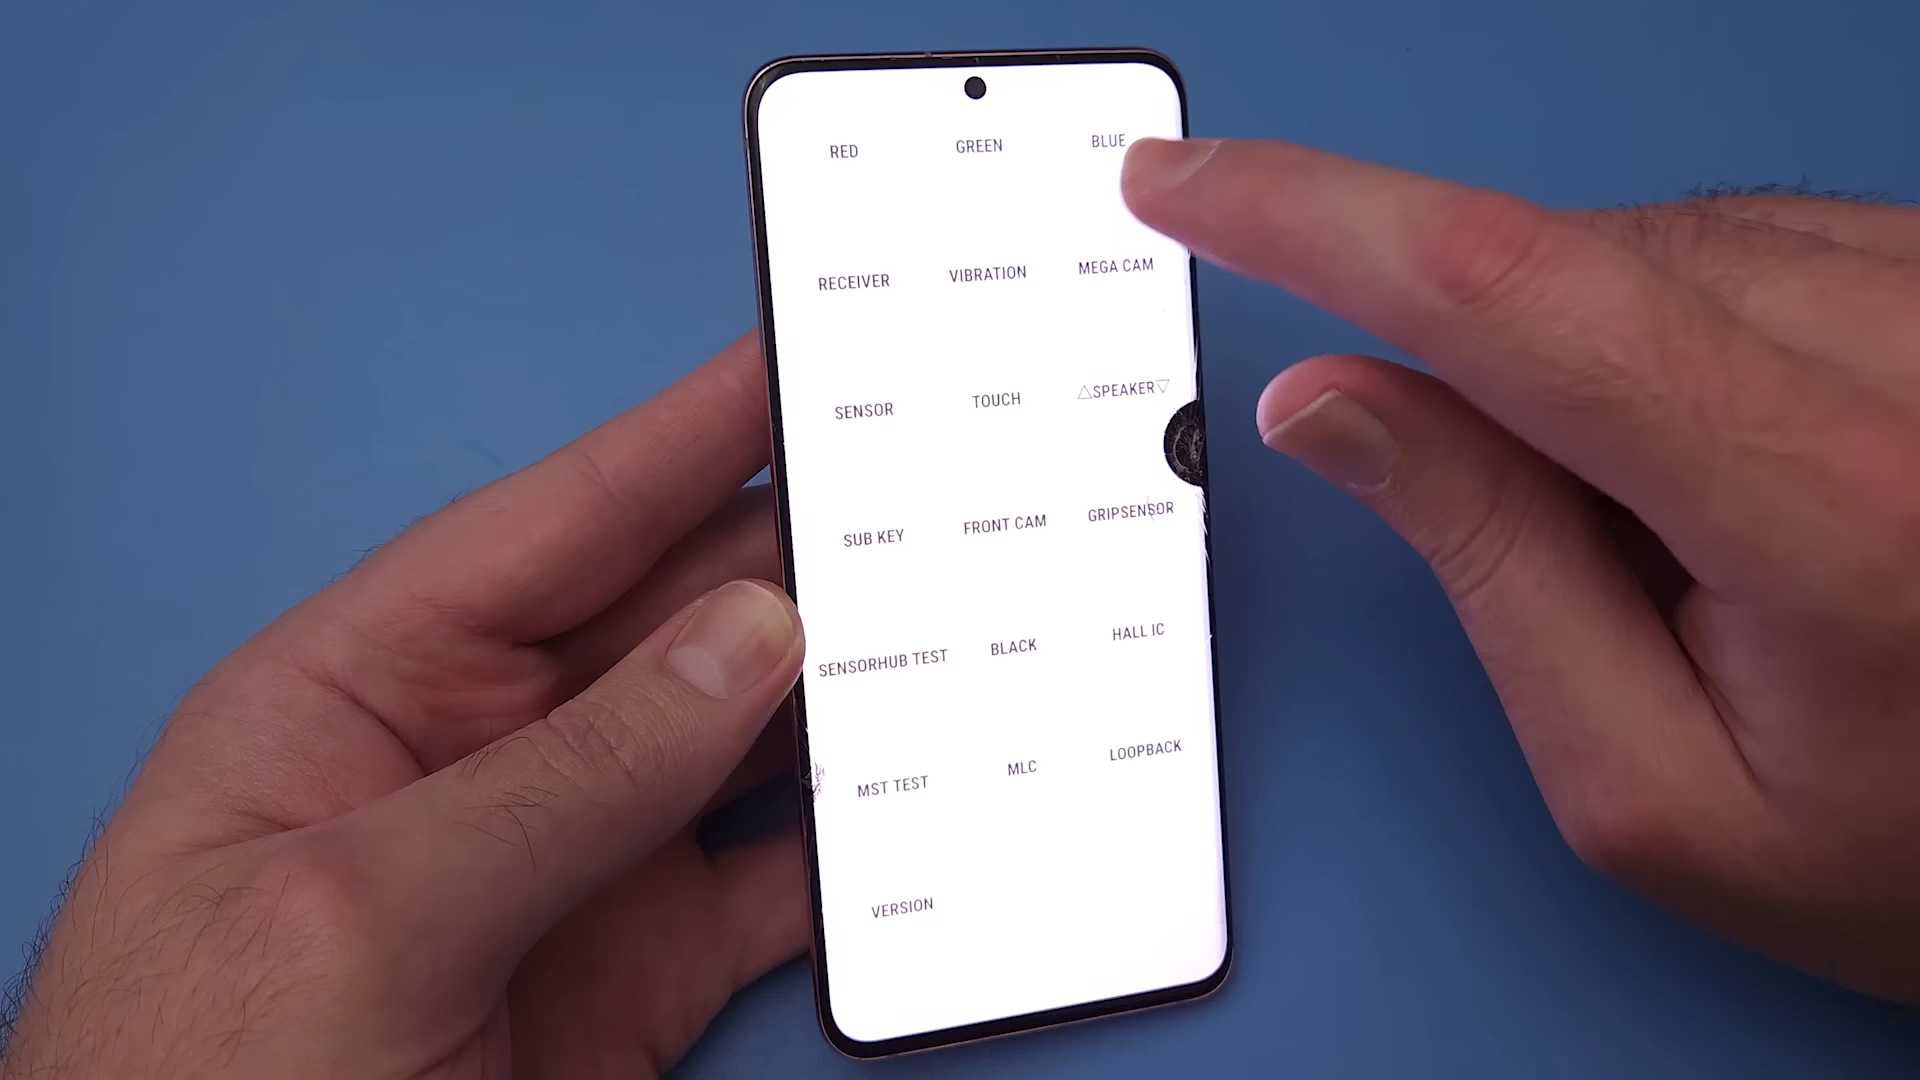 RED GREEN BLUE
RECEIVER VIBRATION MEGA CAM
SENSOR TOUCH △SPEAKER▽
SUB KEY FRONT CAM GRIPSENSOR
SENSORHUB TEST BLACK HALL IC
MST TEST MLC LOOPBACK
VERSION